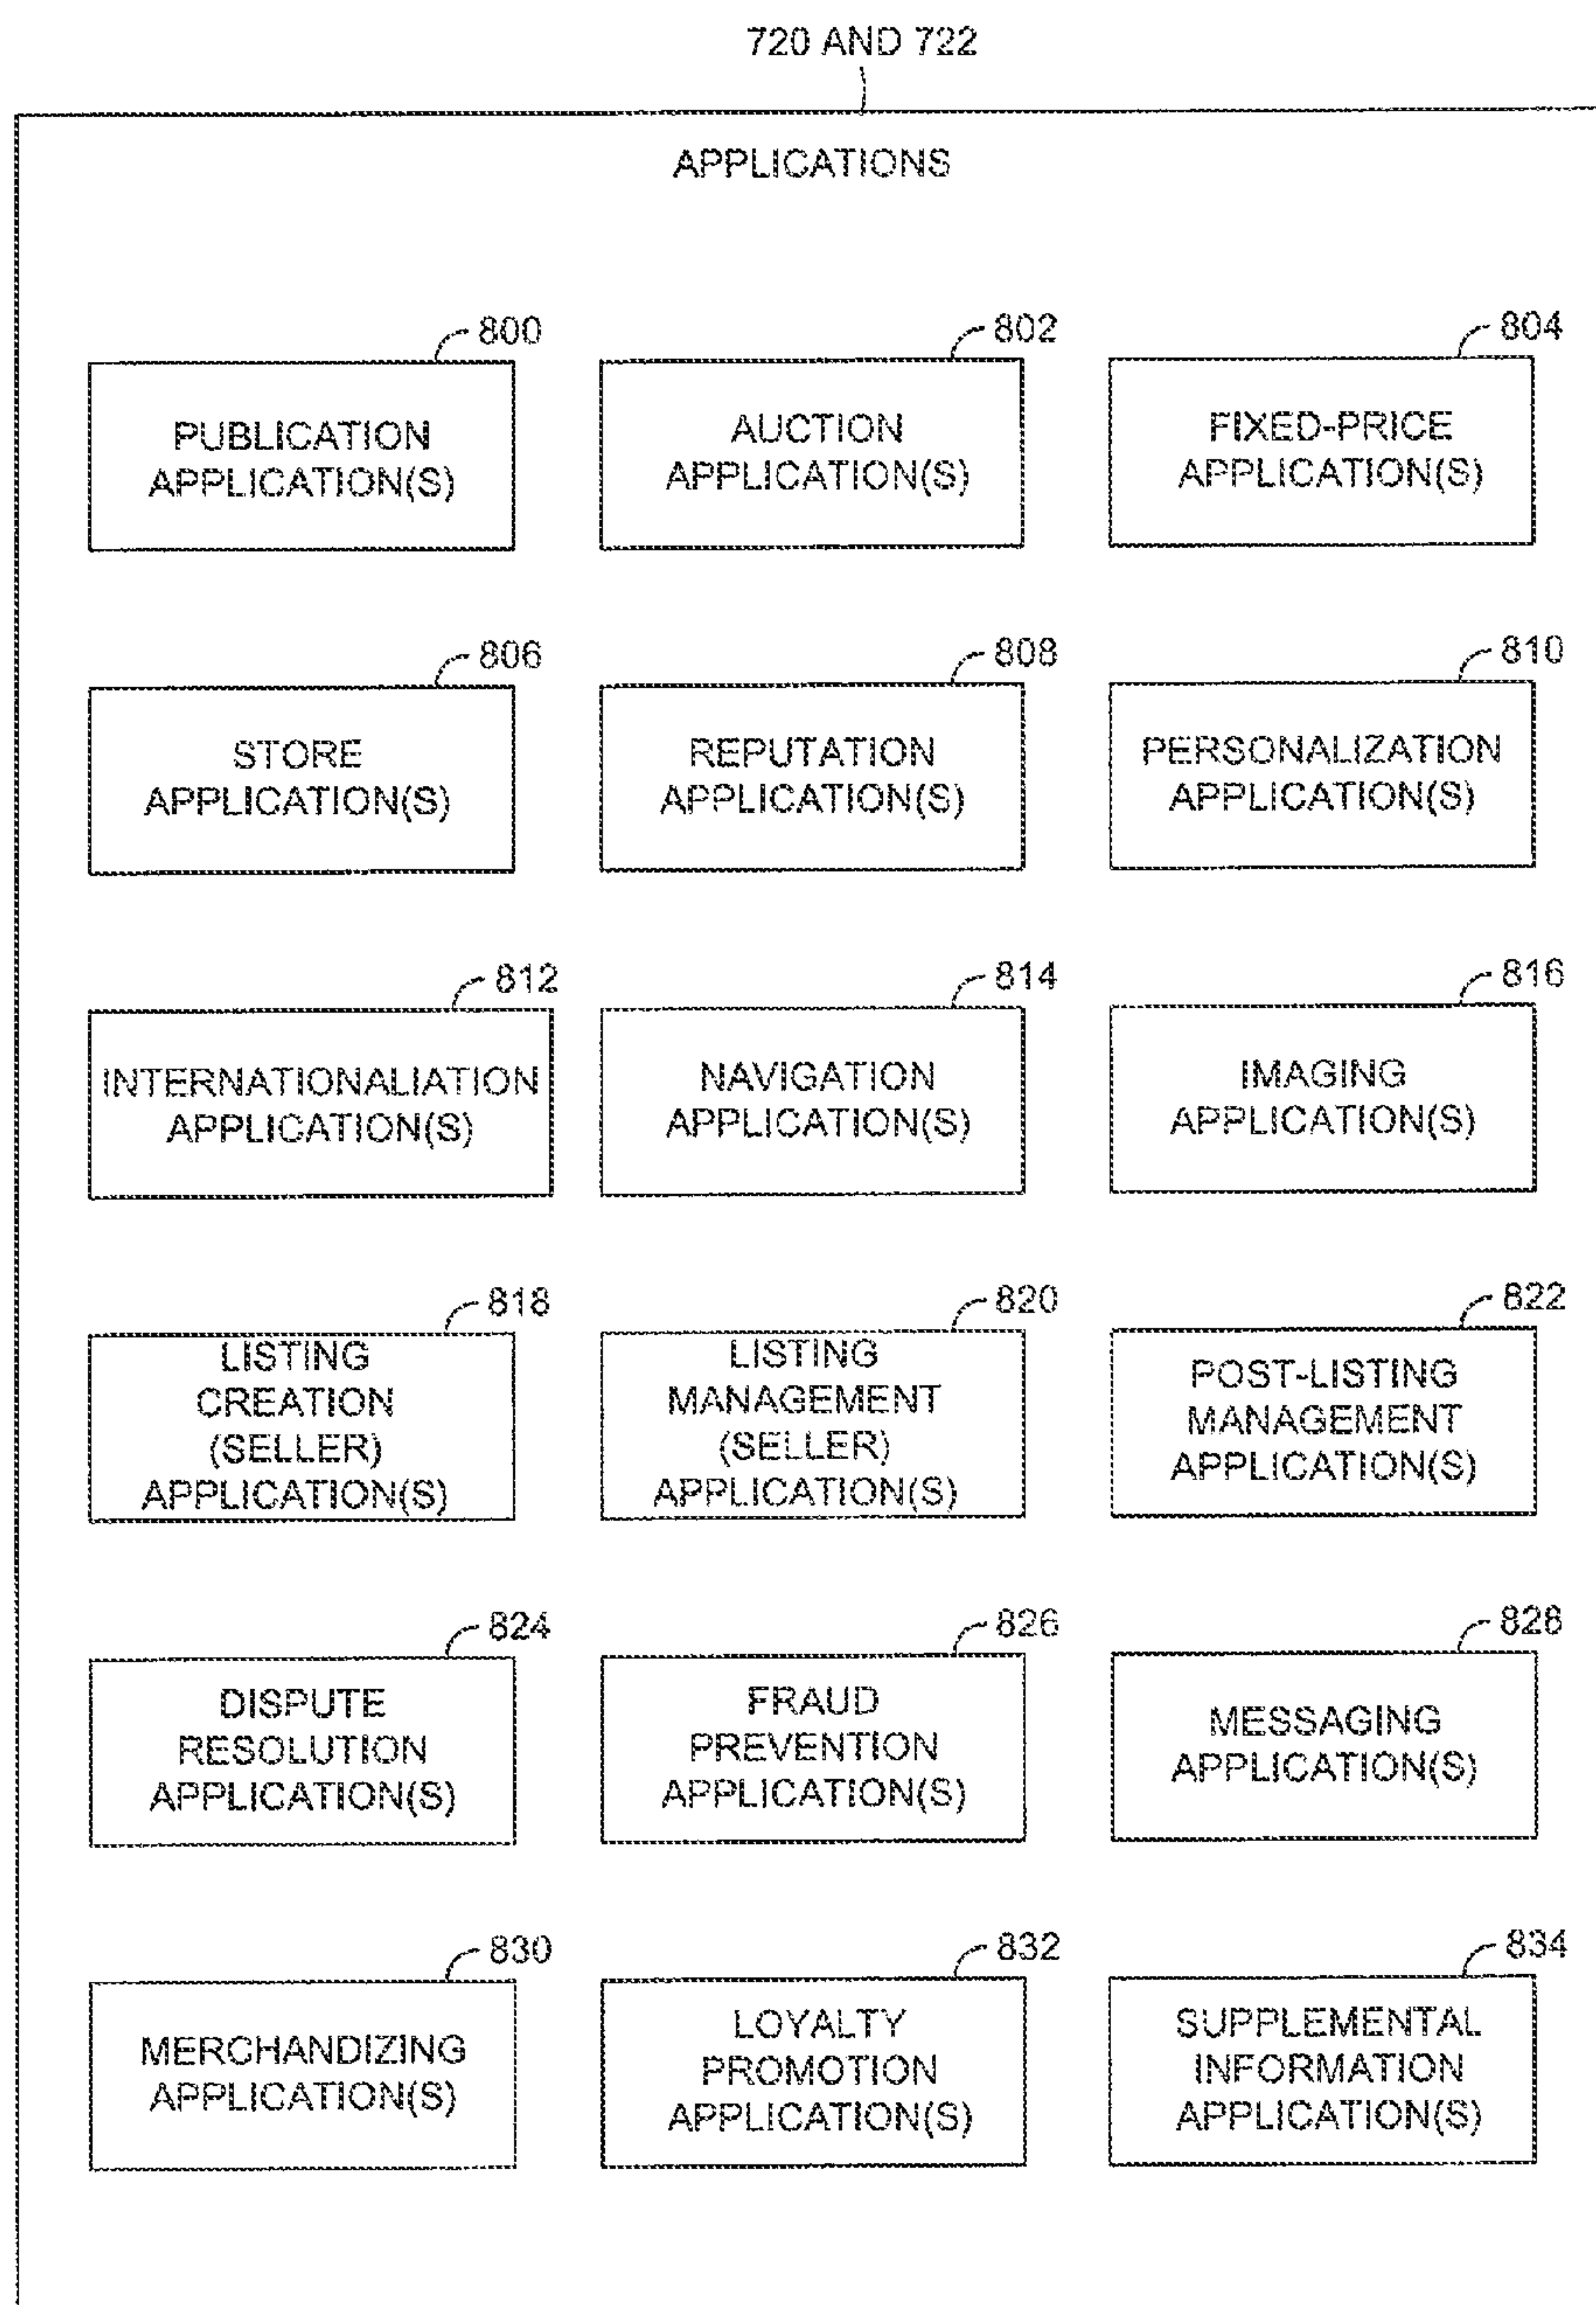 720 AND 722
APPLICATIONS
800
PUBLICATION
APPLICATION(S)
802
AUCTION
APPLICATION(S)
804
FIXED-PRICE
APPLICATION(S)
806
STORE
APPLICATION(S)
808
REPUTATION
APPLICATION(S)
810
PERSONALIZATION
APPLICATION(S)
812
INTERNATIONALIATION
APPLICATION(S)
814
NAVIGATION
APPLICATION(S)
816
IMAGING
APPLICATION(S)
818
LISTING
CREATION
(SELLER)
APPLICATION(S)
820
LISTING
MANAGEMENT
(SELLER)
APPLICATION(S)
822
POST-LISTING
MANAGEMENT
APPLICATION(S)
824
DISPUTE
RESOLUTION
APPLICATION(S)
826
FRAUD
PREVENTION
APPLICATION(S)
828
MESSAGING
APPLICATION(S)
830
MERCHANDIZING
APPLICATION(S)
832
LOYALTY
PROMOTION
APPLICATION(S)
834
SUPPLEMENTAL
INFORMATION
APPLICATION(S)